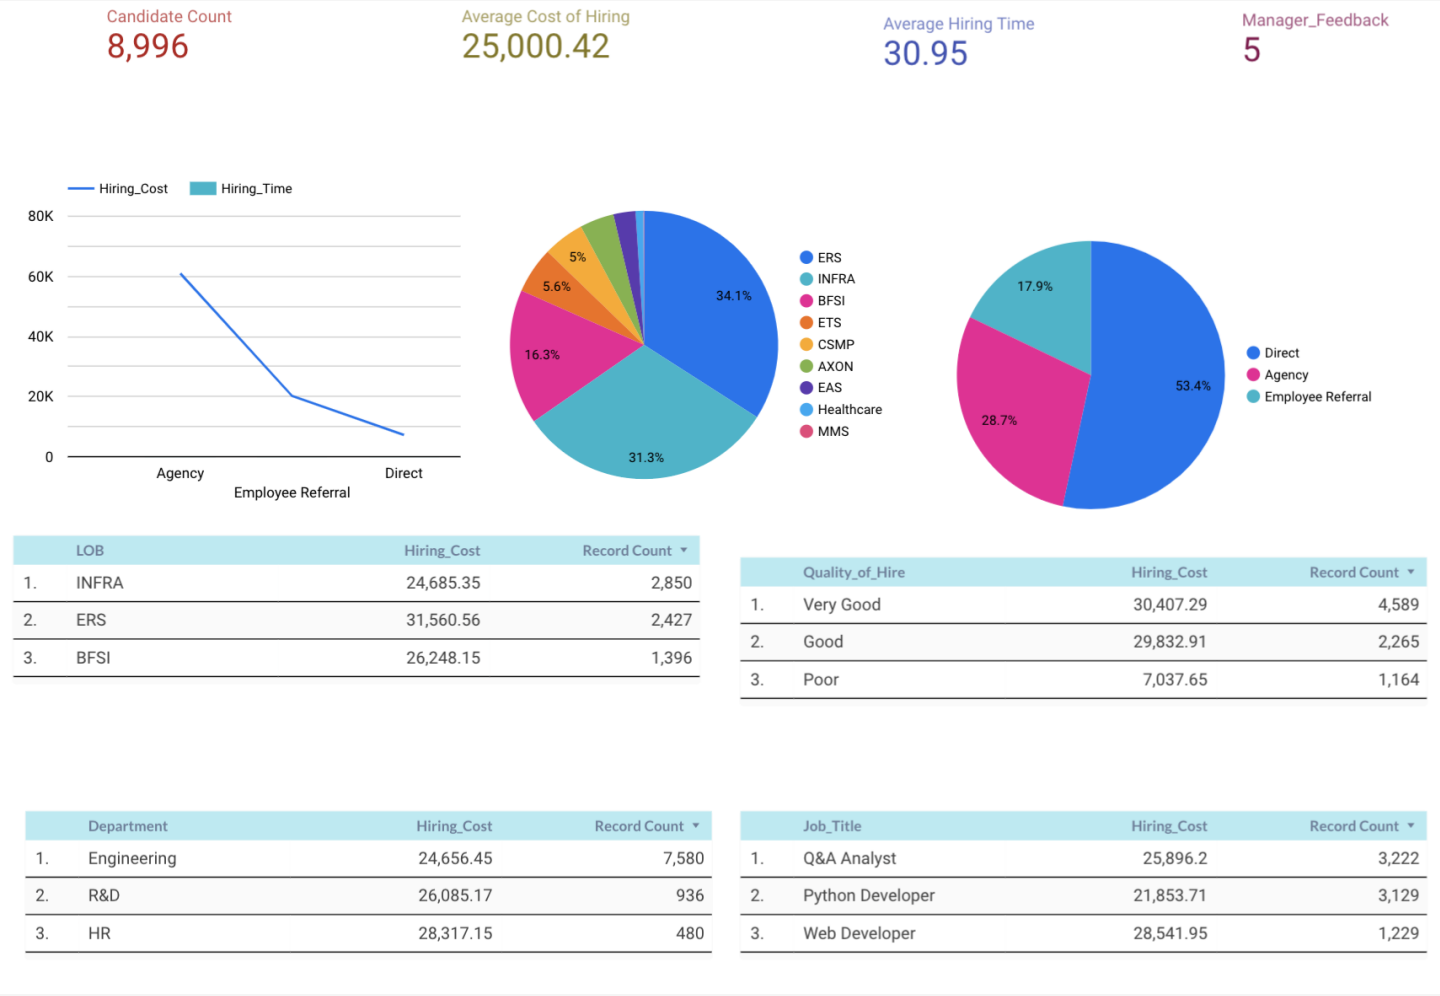 Candidate Count
8,996
Average Cost of Hiring
25,000.42
Average Hiring Time
30.95
Manager_Feedback
5
Hiring_Cost Hiring_Time
80K
60K
40K
20K
0
Agency
Employee Referral
Direct
34.1%
31.3%
16.3%
5.6%
5%
ERS
INFRA
BFSI
ETS
CSMP
AXON
EAS
Healthcare
MMS
53.4%
28.7%
17.9%
Direct
Agency
Employee Referral
LOB Hiring_Cost Record Count
1. INFRA 24,685.35 2,850
2. ERS 31,560.56 2,427
3. BFSI 26,248.15 1,396
Quality_of_Hire Hiring_Cost Record Count
1. Very Good 30,407.29 4,589
2. Good 29,832.91 2,265
3. Poor 7,037.65 1,164
Department Hiring_Cost Record Count
1. Engineering 24,656.45 7,580
2. R&D 26,085.17 936
3. HR 28,317.15 480
Job_Title Hiring_Cost Record Count
1. Q&A Analyst 25,896.2 3,222
2. Python Developer 21,853.71 3,129
3. Web Developer 28,541.95 1,229